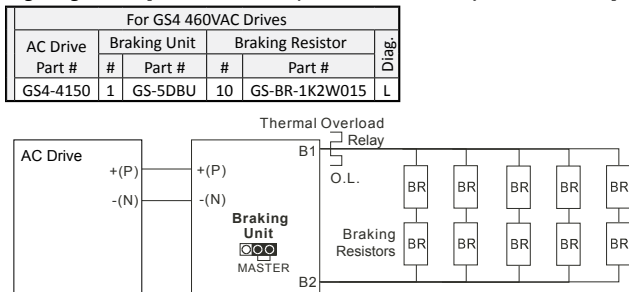 For GS4 460VAC Drives
AC Drive Braking Unit Braking Resistor Diag.
Part # # Part # # Part #
GS4-4150 1 GS-5DBU 10 GS-BR-1K2W015 L
Thermal Overload
Relay
AC Drive B1
+(P) +(P) O.L.
-(N) -(N) BR BR BR BR BR
Braking
Unit
MASTER
Braking
Resistors BR BR BR BR BR
B2